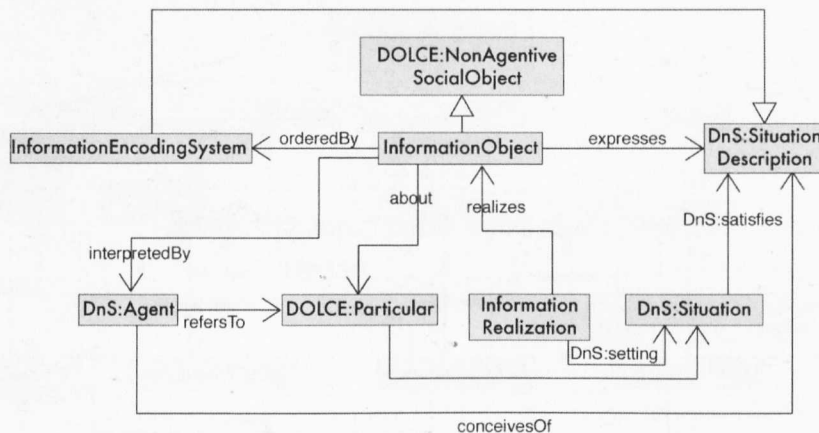 DOLCE:NonAgentive
SocialObject
InformationEncodingSystem
orderedBy
InformationObject
expresses
DnS:Situation
Description
about
realizes
DnS:satisfies
interpretedBy
DnS:Agent
refersTo
DOLCE:Particular
Information
Realization
DnS:Situation
DnS:setting
conceivesOf